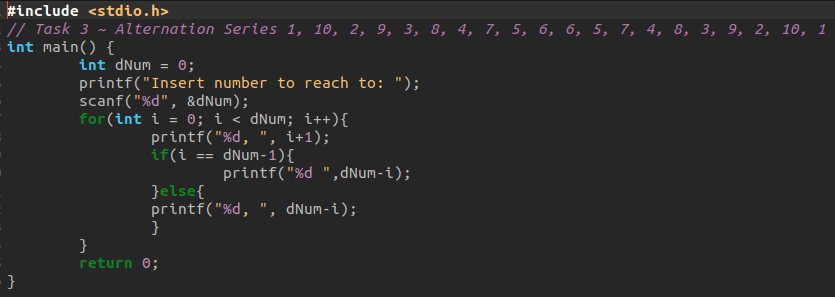 #include <stdio.h>
// Task 3 ~ Alternation Series 1, 10, 2, 9, 3, 8, 4, 7, 5, 6, 6, 5, 7, 4, 8, 3, 9, 2, 10, 1
int main() {
        int dNum = 0;
        printf("Insert number to reach to: ");
        scanf("%d", &dNum);
        for(int i = 0; i < dNum; i++){
                printf("%d, ", i+1);
                if(i == dNum-1){
                        printf("%d ",dNum-i);
                }else{
                printf("%d, ", dNum-i);
                }
        }
        return 0;
}